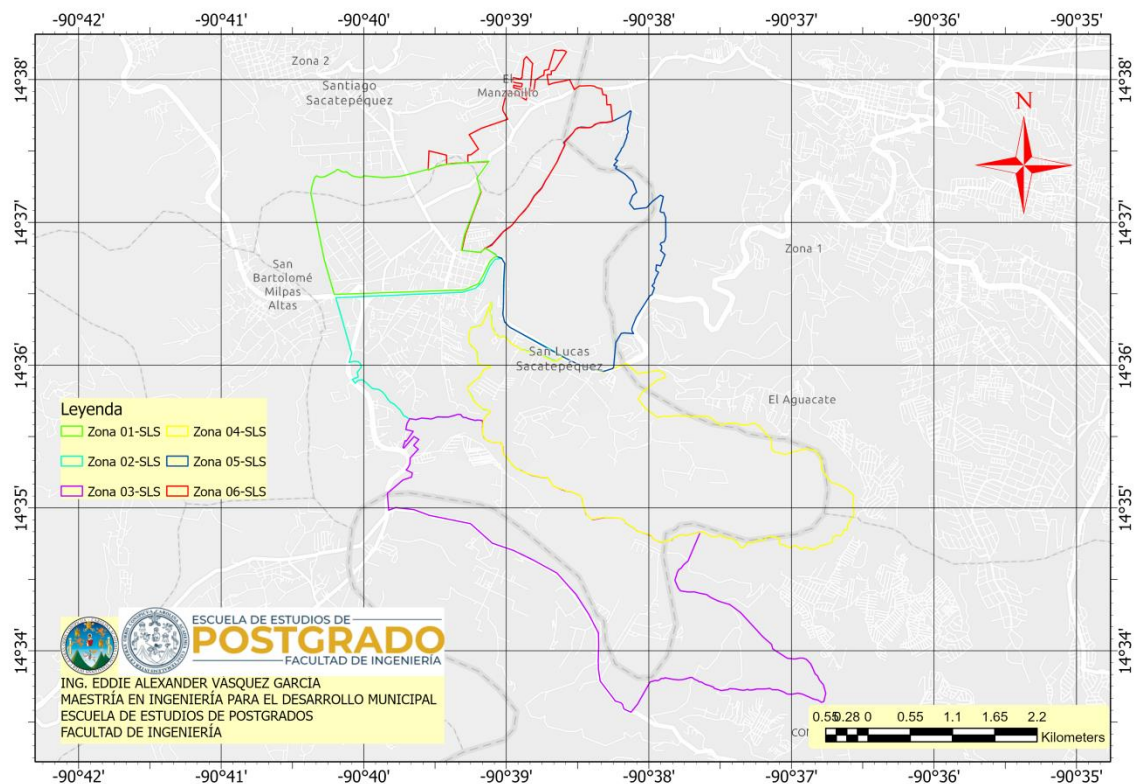 -90°42' -90°41' -90°40' -90°39' -90°38' -90°37' -90°36' -90°35'
14°38' 14°38'
Zona 2
Santiago
Sacatepéquez
El
Manzanillo
N
14°37' 14°37'
Zona 1
San
Bartolomé
Milpas
Altas
14°36' 14°36'
San Lucas
Sacatepéquez
El Aguacate
Leyenda
Zona 01-SLS Zona 04-SLS
Zona 02-SLS Zona 05-SLS
Zona 03-SLS Zona 06-SLS
14°35' 14°35'
14°34' 14°34'
ESCUELA DE ESTUDIOS DE
POSTGRADO
FACULTAD DE INGENIERÍA
ING. EDDIE ALEXANDER VASQUEZ GARCIA
MAESTRÍA EN INGENIERÍA PARA EL DESARROLLO MUNICIPAL
ESCUELA DE ESTUDIOS DE POSTGRADOS
FACULTAD DE INGENIERÍA
0.55 0.28 0 0.55 1.1 1.65 2.2
Kilometers
-90°42' -90°41' -90°40' -90°39' -90°38' -90°37' -90°36' -90°35'